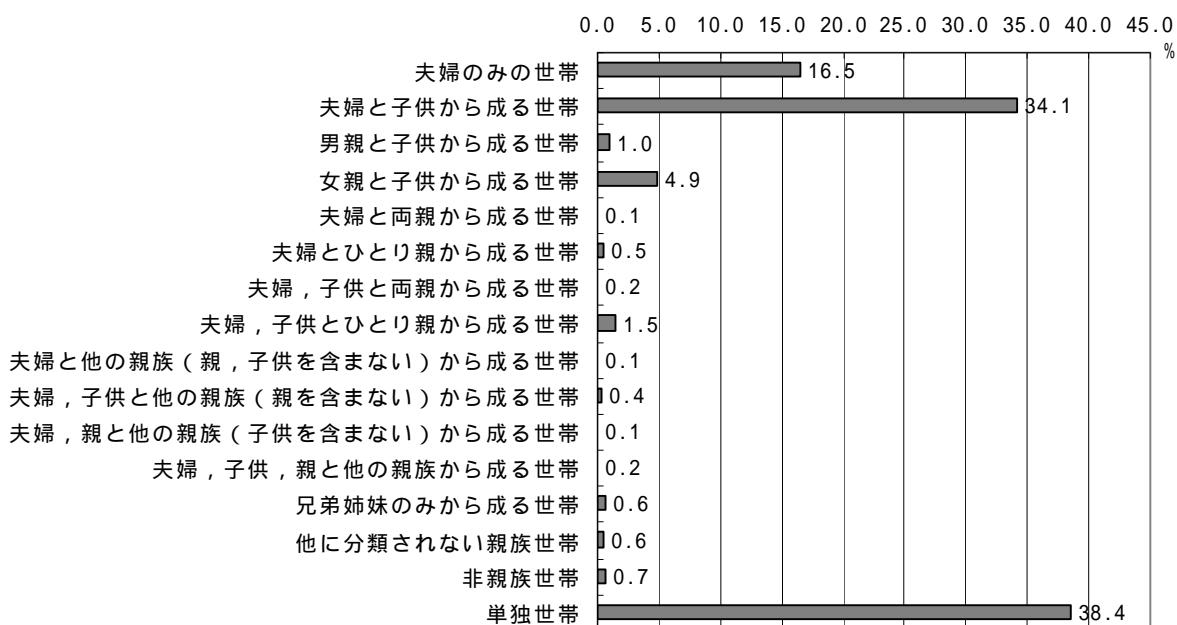 0.0 5.0 10.0 15.0 20.0 25.0 30.0 35.0 40.0 45.0
%
夫婦のみの世帯 16.5
夫婦と子供から成る世帯 34.1
男親と子供から成る世帯 1.0
女親と子供から成る世帯 4.9
夫婦と両親から成る世帯 0.1
夫婦とひとり親から成る世帯 0.5
夫婦，子供と両親から成る世帯 0.2
夫婦，子供とひとり親から成る世帯 1.5
夫婦と他の親族（親，子供を含まない）から成る世帯 0.1
夫婦，子供と他の親族（親を含まない）から成る世帯 0.4
夫婦，親と他の親族（子供を含まない）から成る世帯 0.1
夫婦，子供，親と他の親族から成る世帯 0.2
兄弟姉妹のみから成る世帯 0.6
他に分類されない親族世帯 0.6
非親族世帯 0.7
単独世帯 38.4